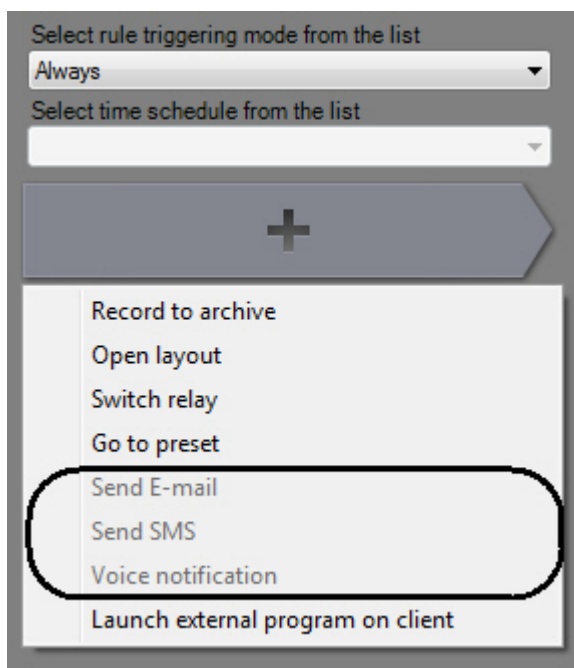 Select rule triggering mode from the list
Always
Select time schedule from the list
Record to archive
Open layout
Switch relay
Go to preset
Send E-mail
Send SMS
Voice notification
Launch external program on client